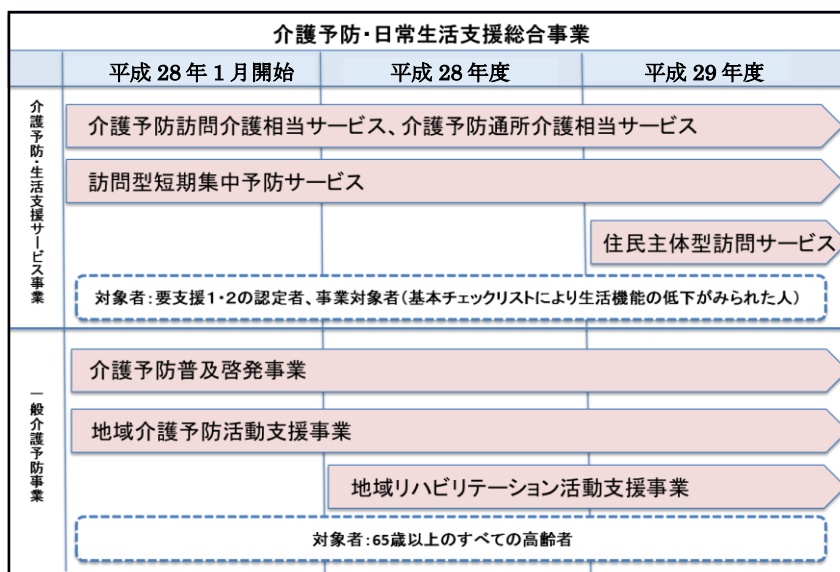 介護予防・日常生活支援総合事業
平成 28 年 1 月開始
平成 28 年度
平成 29 年度
介護予防・生活支援サービス事業
介護予防訪問介護相当サービス、介護予防通所介護相当サービス
訪問型短期集中予防サービス
住民主体型訪問サービス
対象者：要支援1・2の認定者、事業対象者（基本チェックリストにより生活機能の低下がみられた人）
一般介護予防事業
介護予防普及啓発事業
地域介護予防活動支援事業
地域リハビリテーション活動支援事業
対象者：65歳以上のすべての高齢者